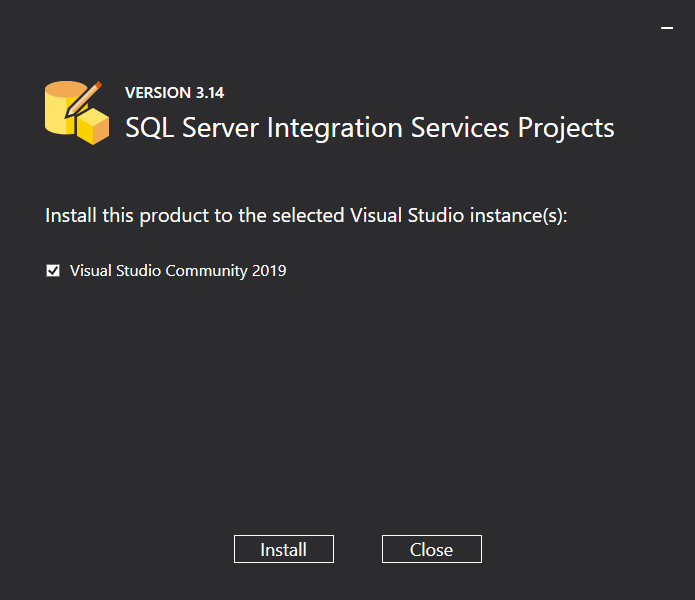 VERSION 3.14
SQL Server Integration Services Projects
Install this product to the selected Visual Studio instance(s):
Visual Studio Community 2019
Install
Close